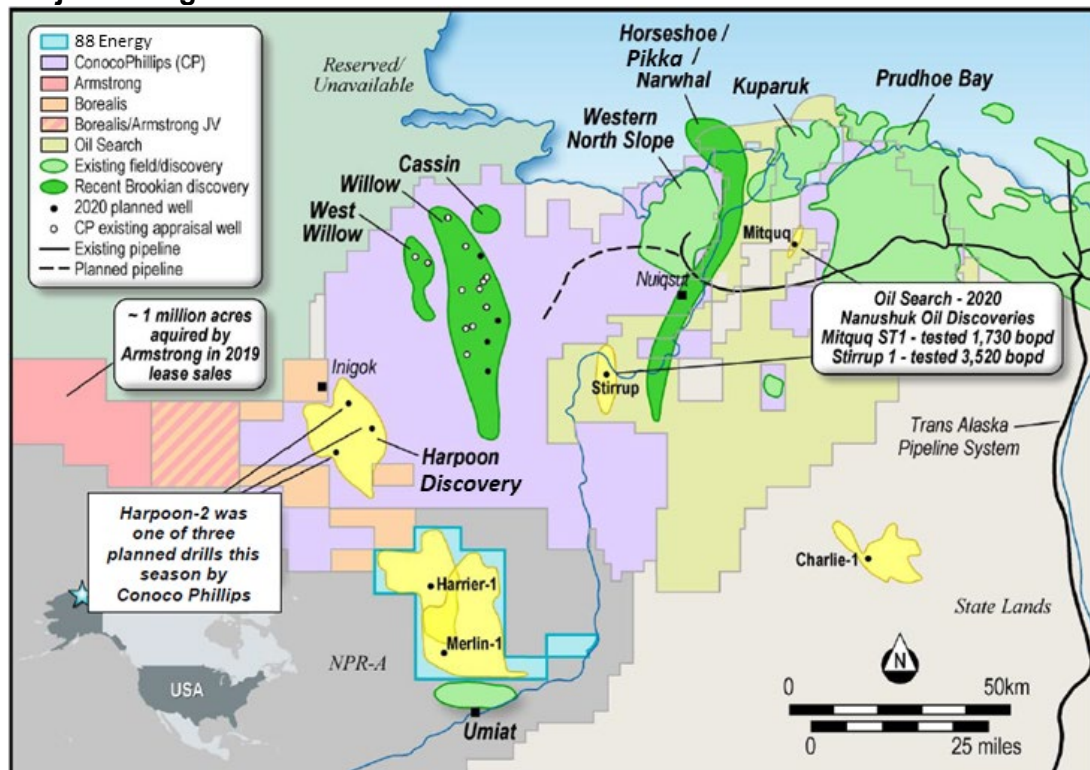 88 Energy
ConocoPhillips (CP)
Armstrong
Borealis
Borealis/Armstrong JV
Oil Search
Existing field/discovery
Recent Brookian discovery
2020 planned well
CP existing appraisal well
Existing pipeline
Planned pipeline
Reserved/
Unavailable
Horseshoe /
Pikka /
Narwhal
Kuparuk
Prudhoe Bay
Western
North Slope
Cassin
Willow
West
Willow
Mitquq
Nuiqsut
~ 1 million acres
aquired by
Armstrong in 2019
lease sales
Oil Search - 2020
Nanushuk Oil Discoveries
Mitquq ST1 - tested 1,730 bopd
Stirrup 1 - tested 3,520 bopd
Inigok
Stirrup
Trans Alaska
Pipeline System
Harpoon
Discovery
Harpoon-2 was
one of three
planned drills this
season by
Conoco Phillips
Harrier-1
Charlie-1
State Lands
Merlin-1
NPR-A
USA
Umiat
N
0 50km
0 25 miles